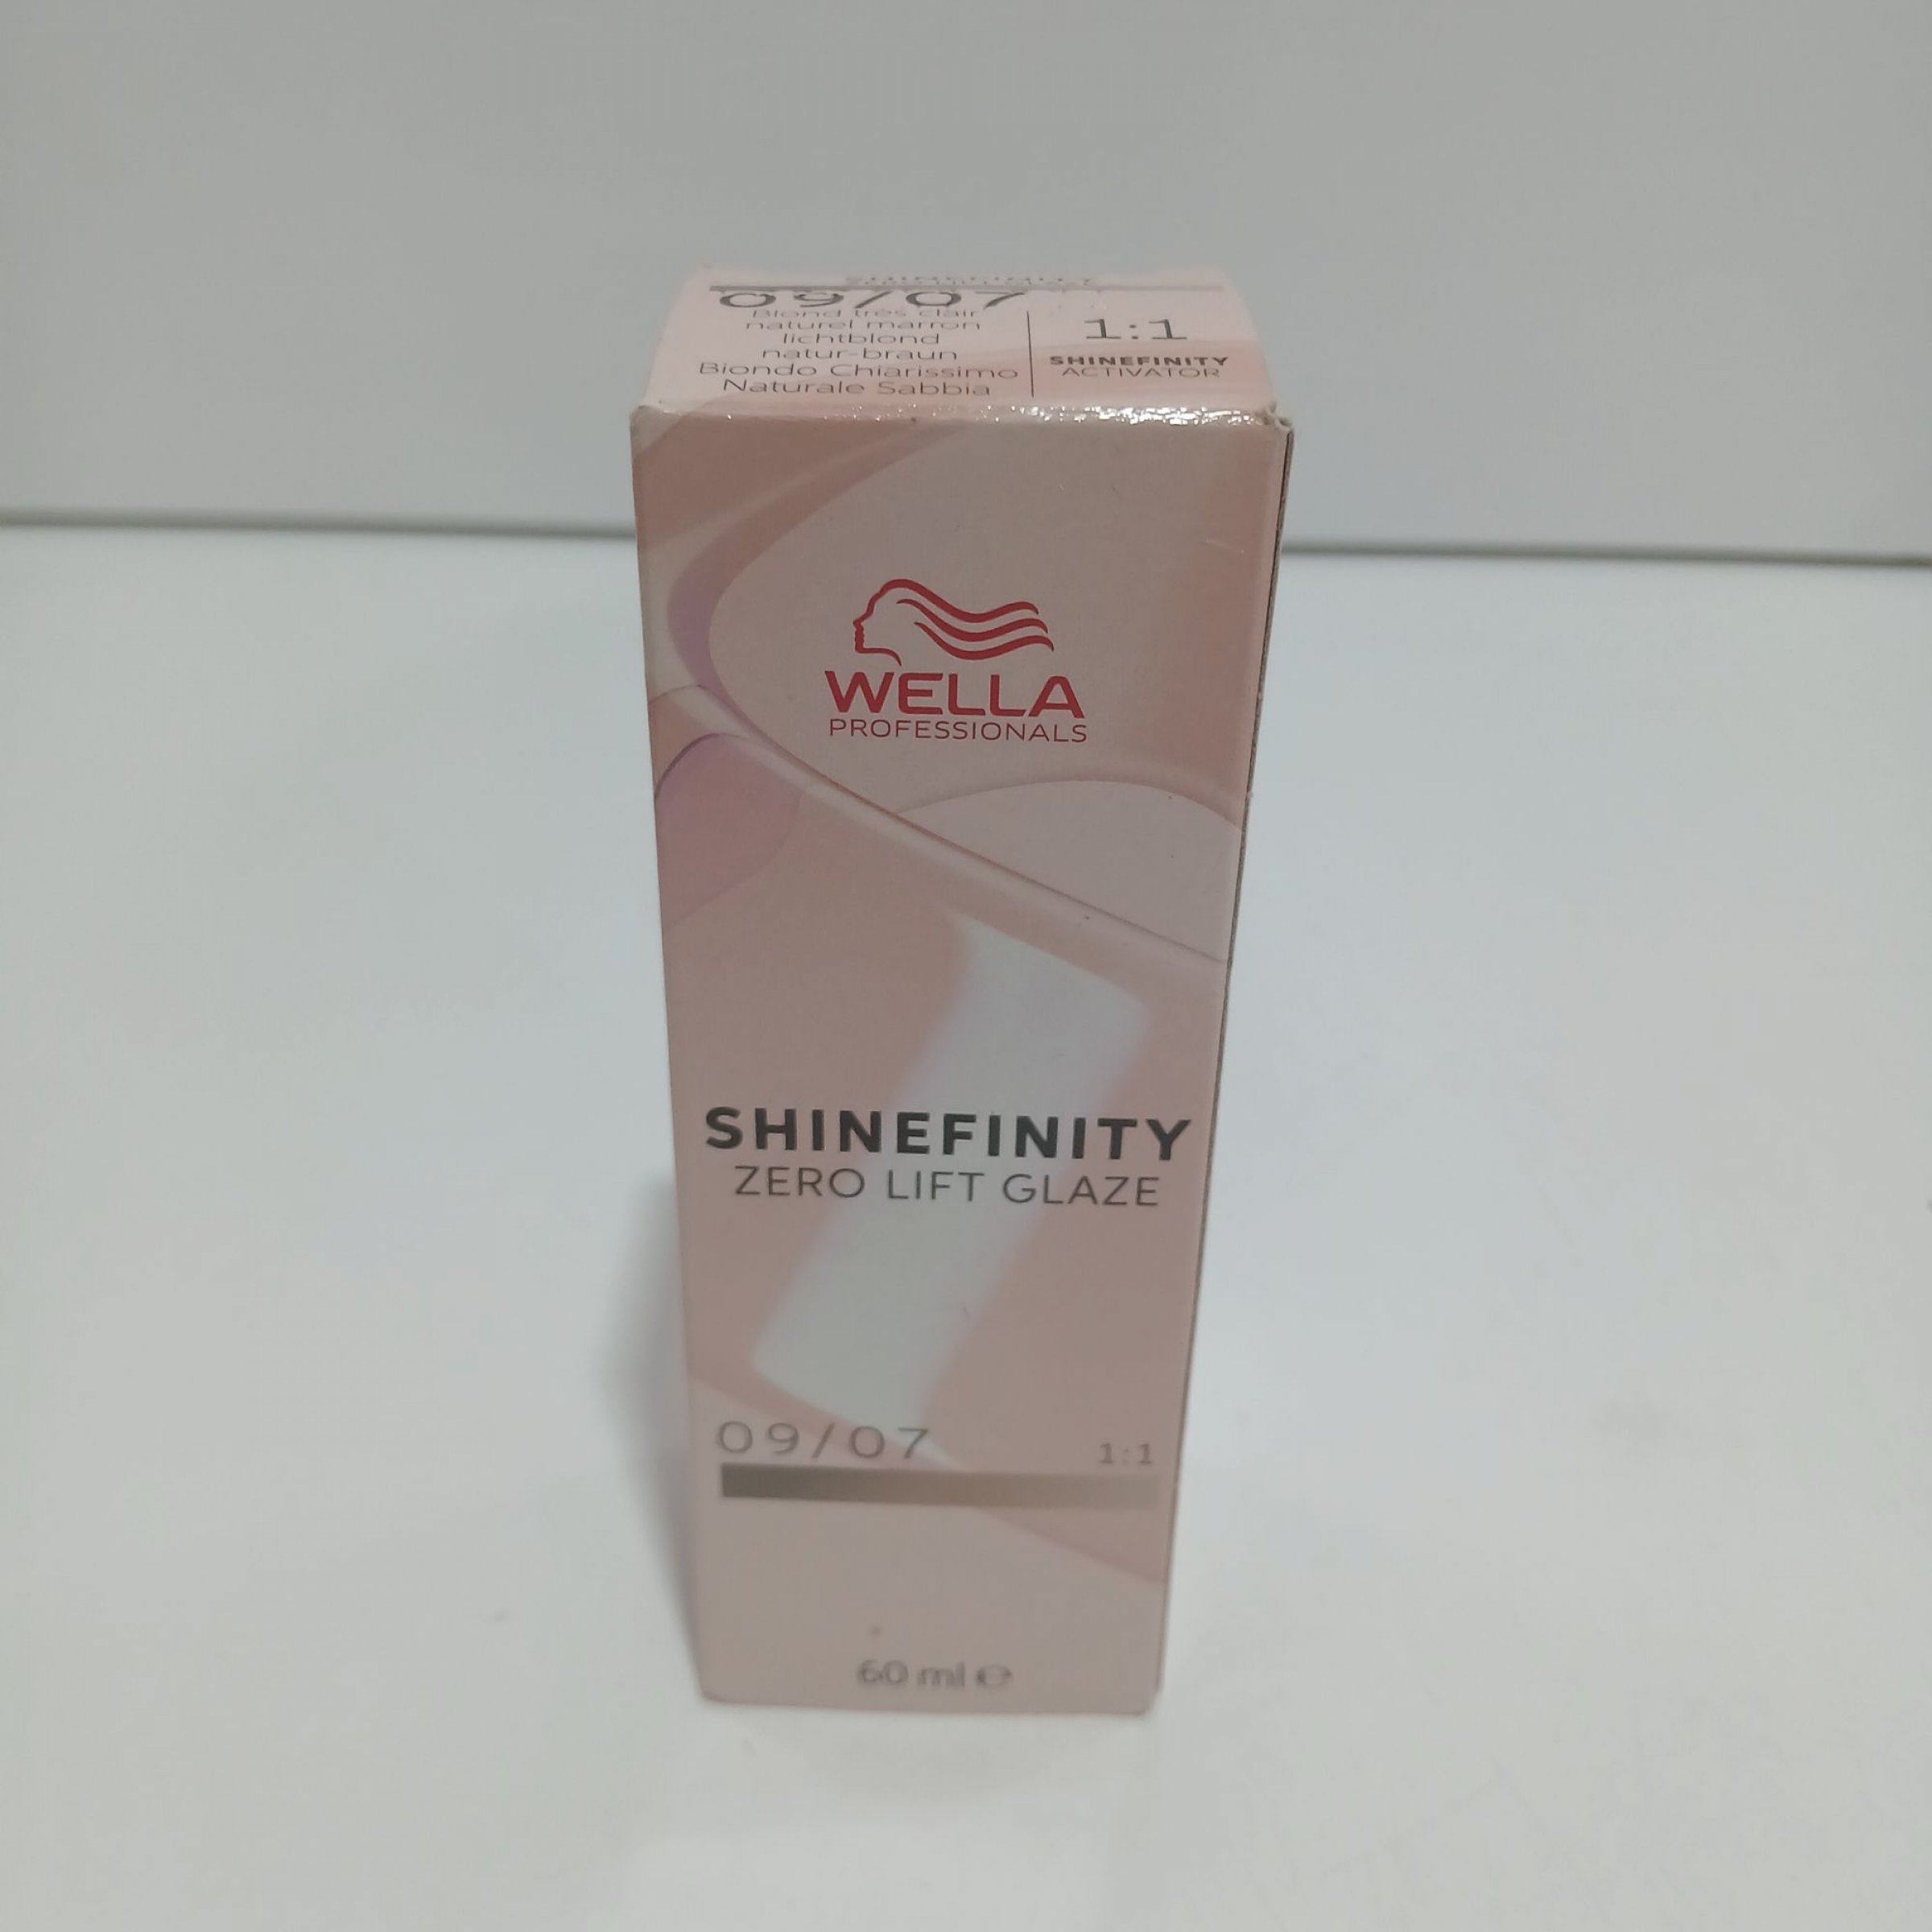 09/07
Blond très clair
naturel marron
lichtblond
natur-braun
Biondo Chiarissimo
Naturale Sabbia
1:1
SHINEFINITY
ACTIVATOR
WELLA
PROFESSIONALS
SHINEFINITY
ZERO LIFT GLAZE
09/07 1:1
60 ml e